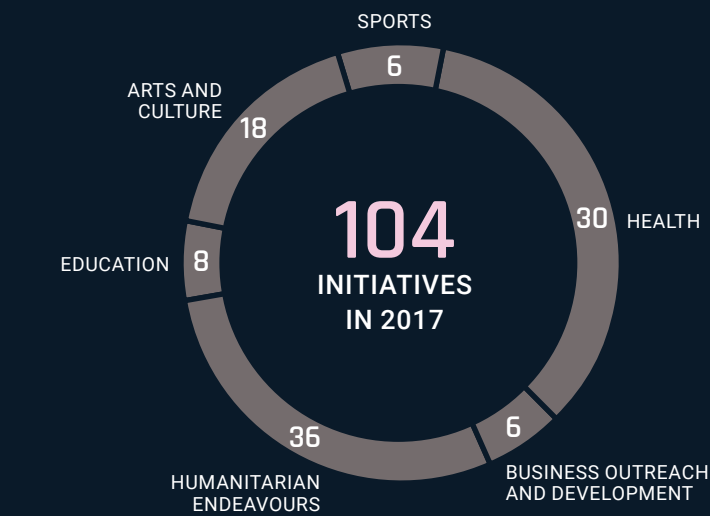 SPORTS
6
ARTS AND
CULTURE
18
30
HEALTH
104
INITIATIVES
IN 2017
EDUCATION
8
36
6
HUMANITARIAN
ENDEAVOURS
BUSINESS OUTREACH
AND DEVELOPMENT